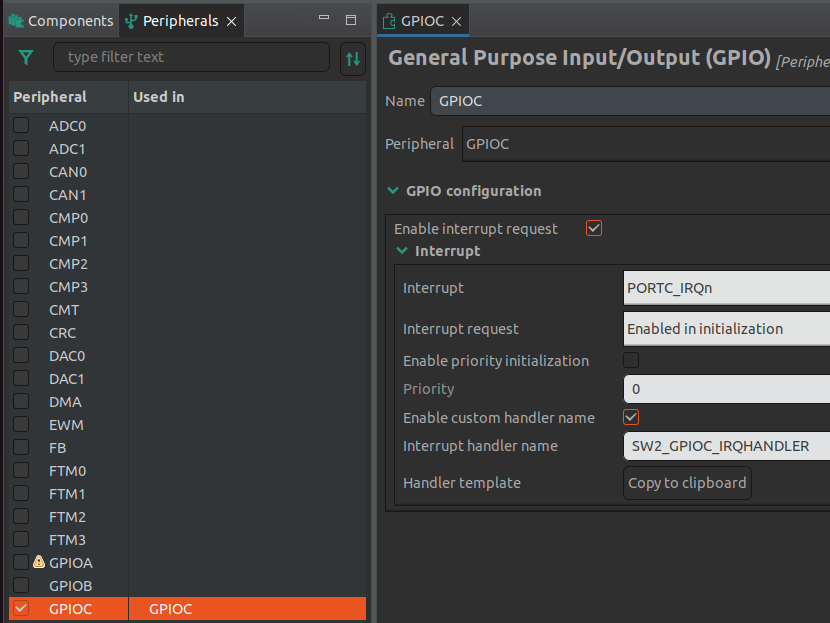 Components
Peripherals
type filter text
Peripheral Used in
ADC0
ADC1
CAN0
CAN1
CMP0
CMP1
CMP2
CMP3
CMT
CRC
DAC0
DAC1
DMA
EWM
FB
FTM0
FTM1
FTM2
FTM3
GPIOA
GPIOB
GPIOC GPIOC
GPIOC
General Purpose Input/Output (GPIO) [Periphe
Name GPIOC
Peripheral GPIOC
GPIO configuration
Enable interrupt request
Interrupt
Interrupt PORTC_IRQn
Interrupt request Enabled in initialization
Enable priority initialization
Priority 0
Enable custom handler name
Interrupt handler name SW2_GPIOC_IRQHANDLER
Handler template Copy to clipboard